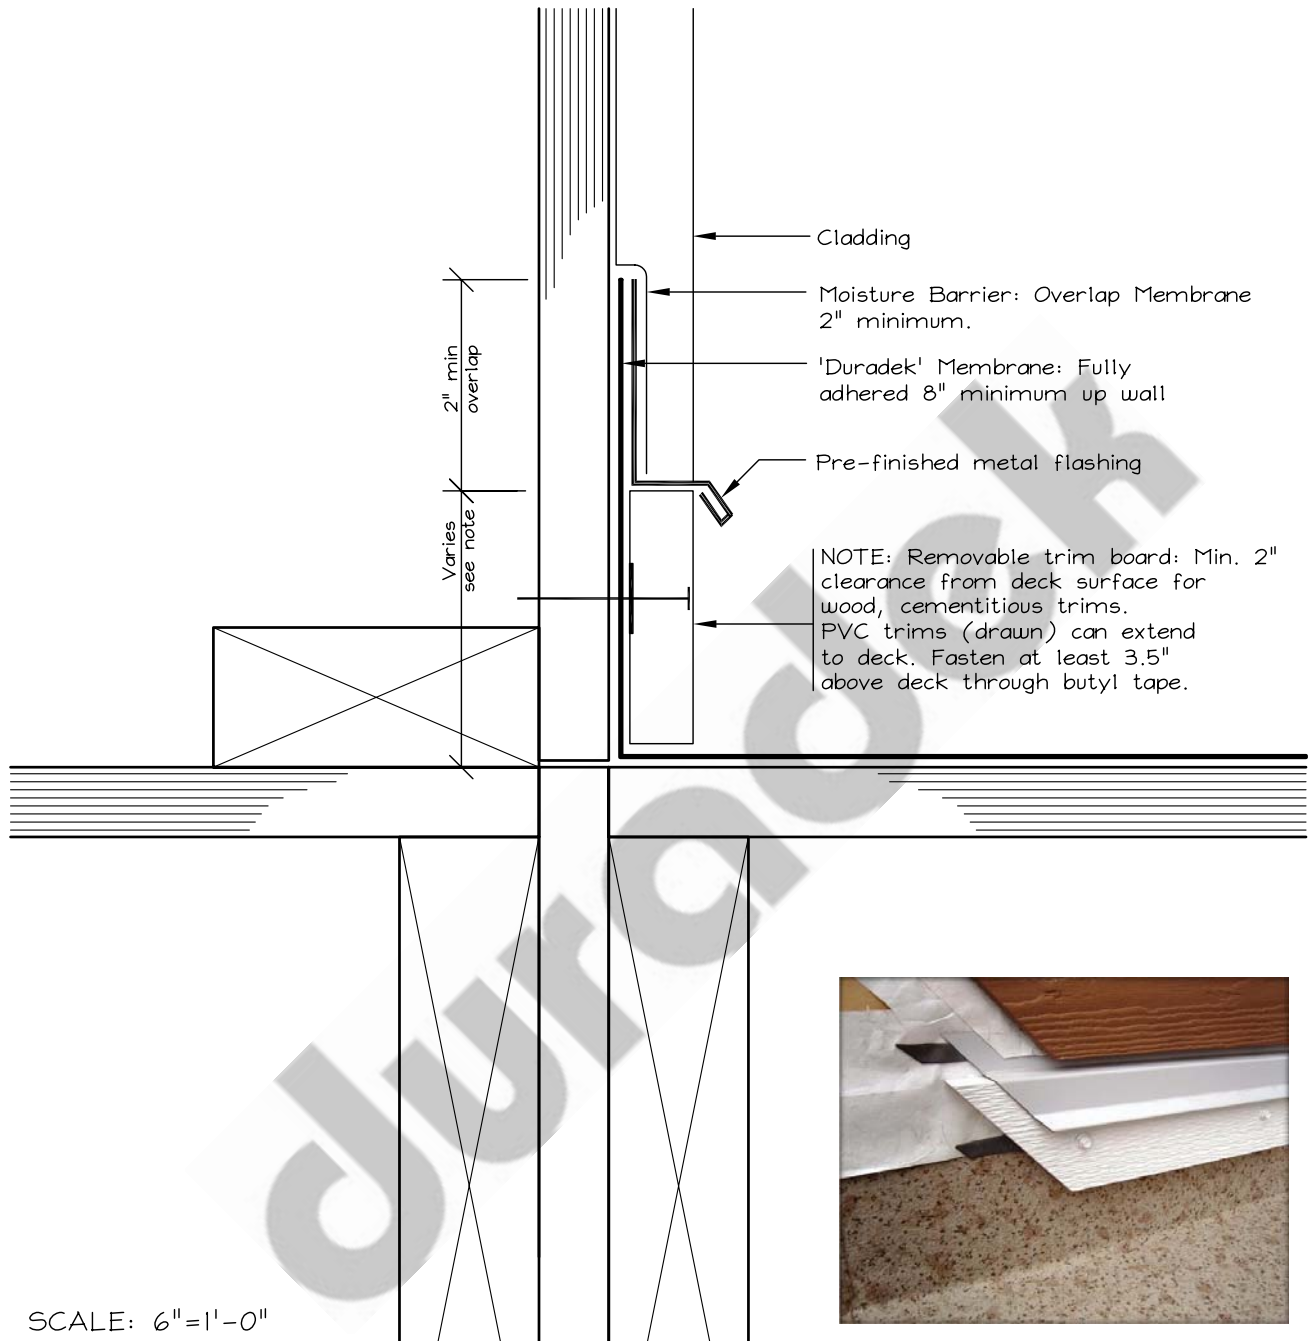 Cladding
Moisture Barrier: Overlap Membrane
2" minimum.
'Duradek' Membrane: Fully
adhered 8" minimum up wall
2" min
overlap
Pre-finished metal flashing
Varies
see note
NOTE: Removable trim board: Min. 2"
clearance from deck surface for
wood, cementitious trims.
PVC trims (drawn) can extend
to deck. Fasten at least 3.5"
above deck through butyl tape.
duradek
SCALE: 6"=1'-0"